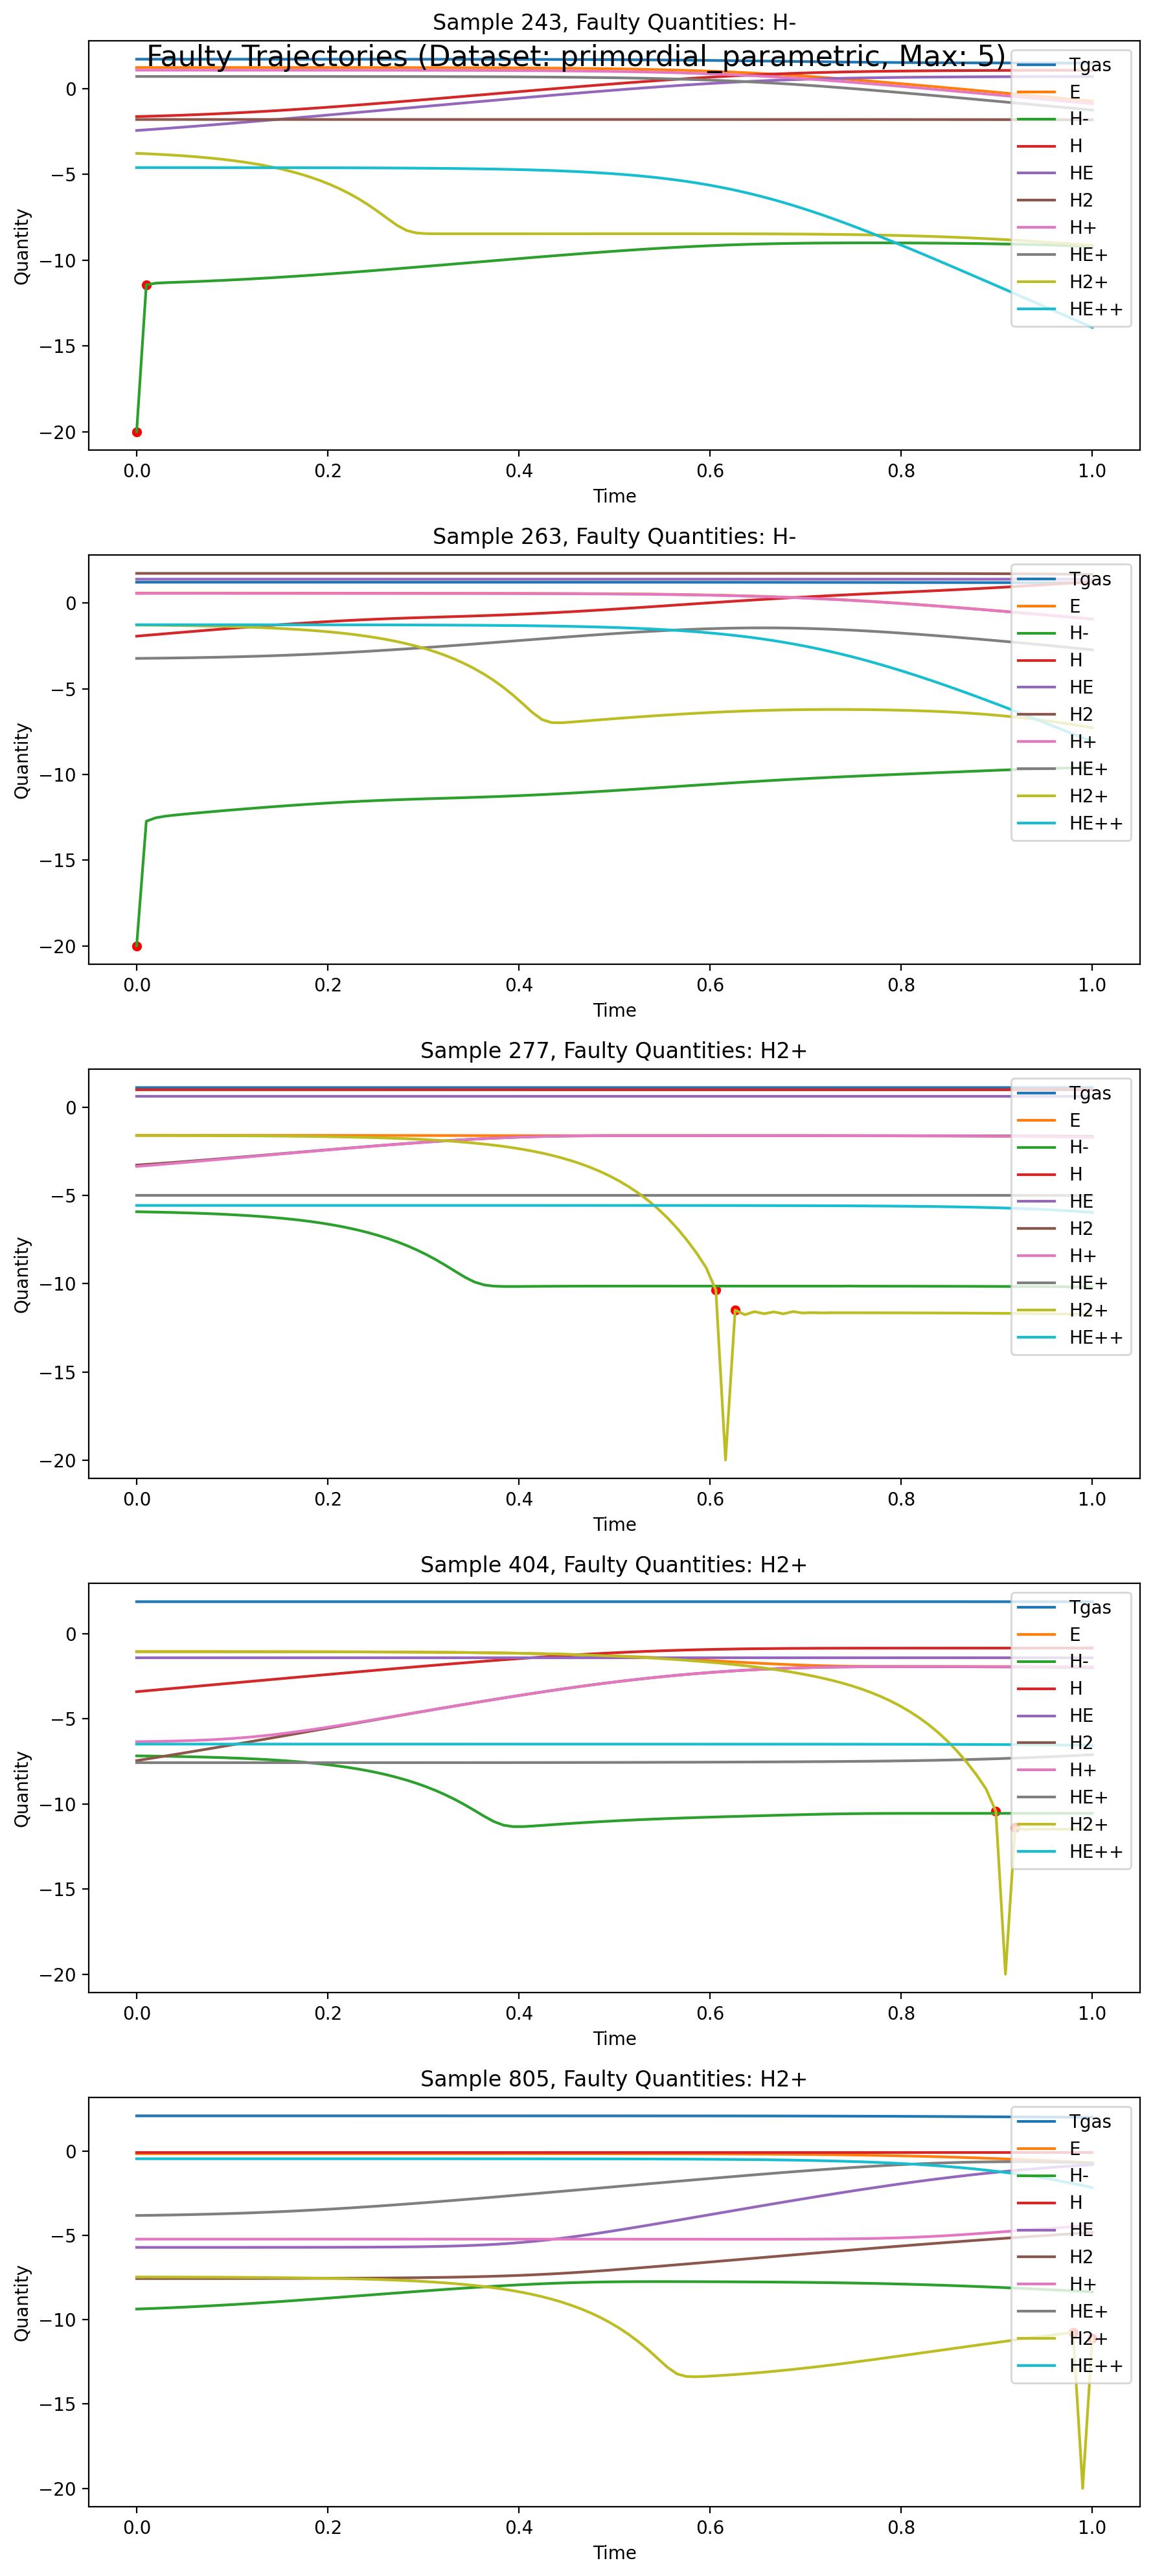 Sample 243, Faulty Quantities: H-
Faulty Trajectories (Dataset: primordial_parametric, Max: 5)
Quantity
0
−5
−10
−15
−20
0.0 0.2 0.4 0.6 0.8 1.0
Time
Tgas
E
H-
H
HE
H2
H+
HE+
H2+
HE++
Sample 263, Faulty Quantities: H-
Quantity
0
−5
−10
−15
−20
0.0 0.2 0.4 0.6 0.8 1.0
Time
Tgas
E
H-
H
HE
H2
H+
HE+
H2+
HE++
Sample 277, Faulty Quantities: H2+
Quantity
0
−5
−10
−15
−20
0.0 0.2 0.4 0.6 0.8 1.0
Time
Tgas
E
H-
H
HE
H2
H+
HE+
H2+
HE++
Sample 404, Faulty Quantities: H2+
Quantity
0
−5
−10
−15
−20
0.0 0.2 0.4 0.6 0.8 1.0
Time
Tgas
E
H-
H
HE
H2
H+
HE+
H2+
HE++
Sample 805, Faulty Quantities: H2+
Quantity
0
−5
−10
−15
−20
0.0 0.2 0.4 0.6 0.8 1.0
Time
Tgas
E
H-
H
HE
H2
H+
HE+
H2+
HE++